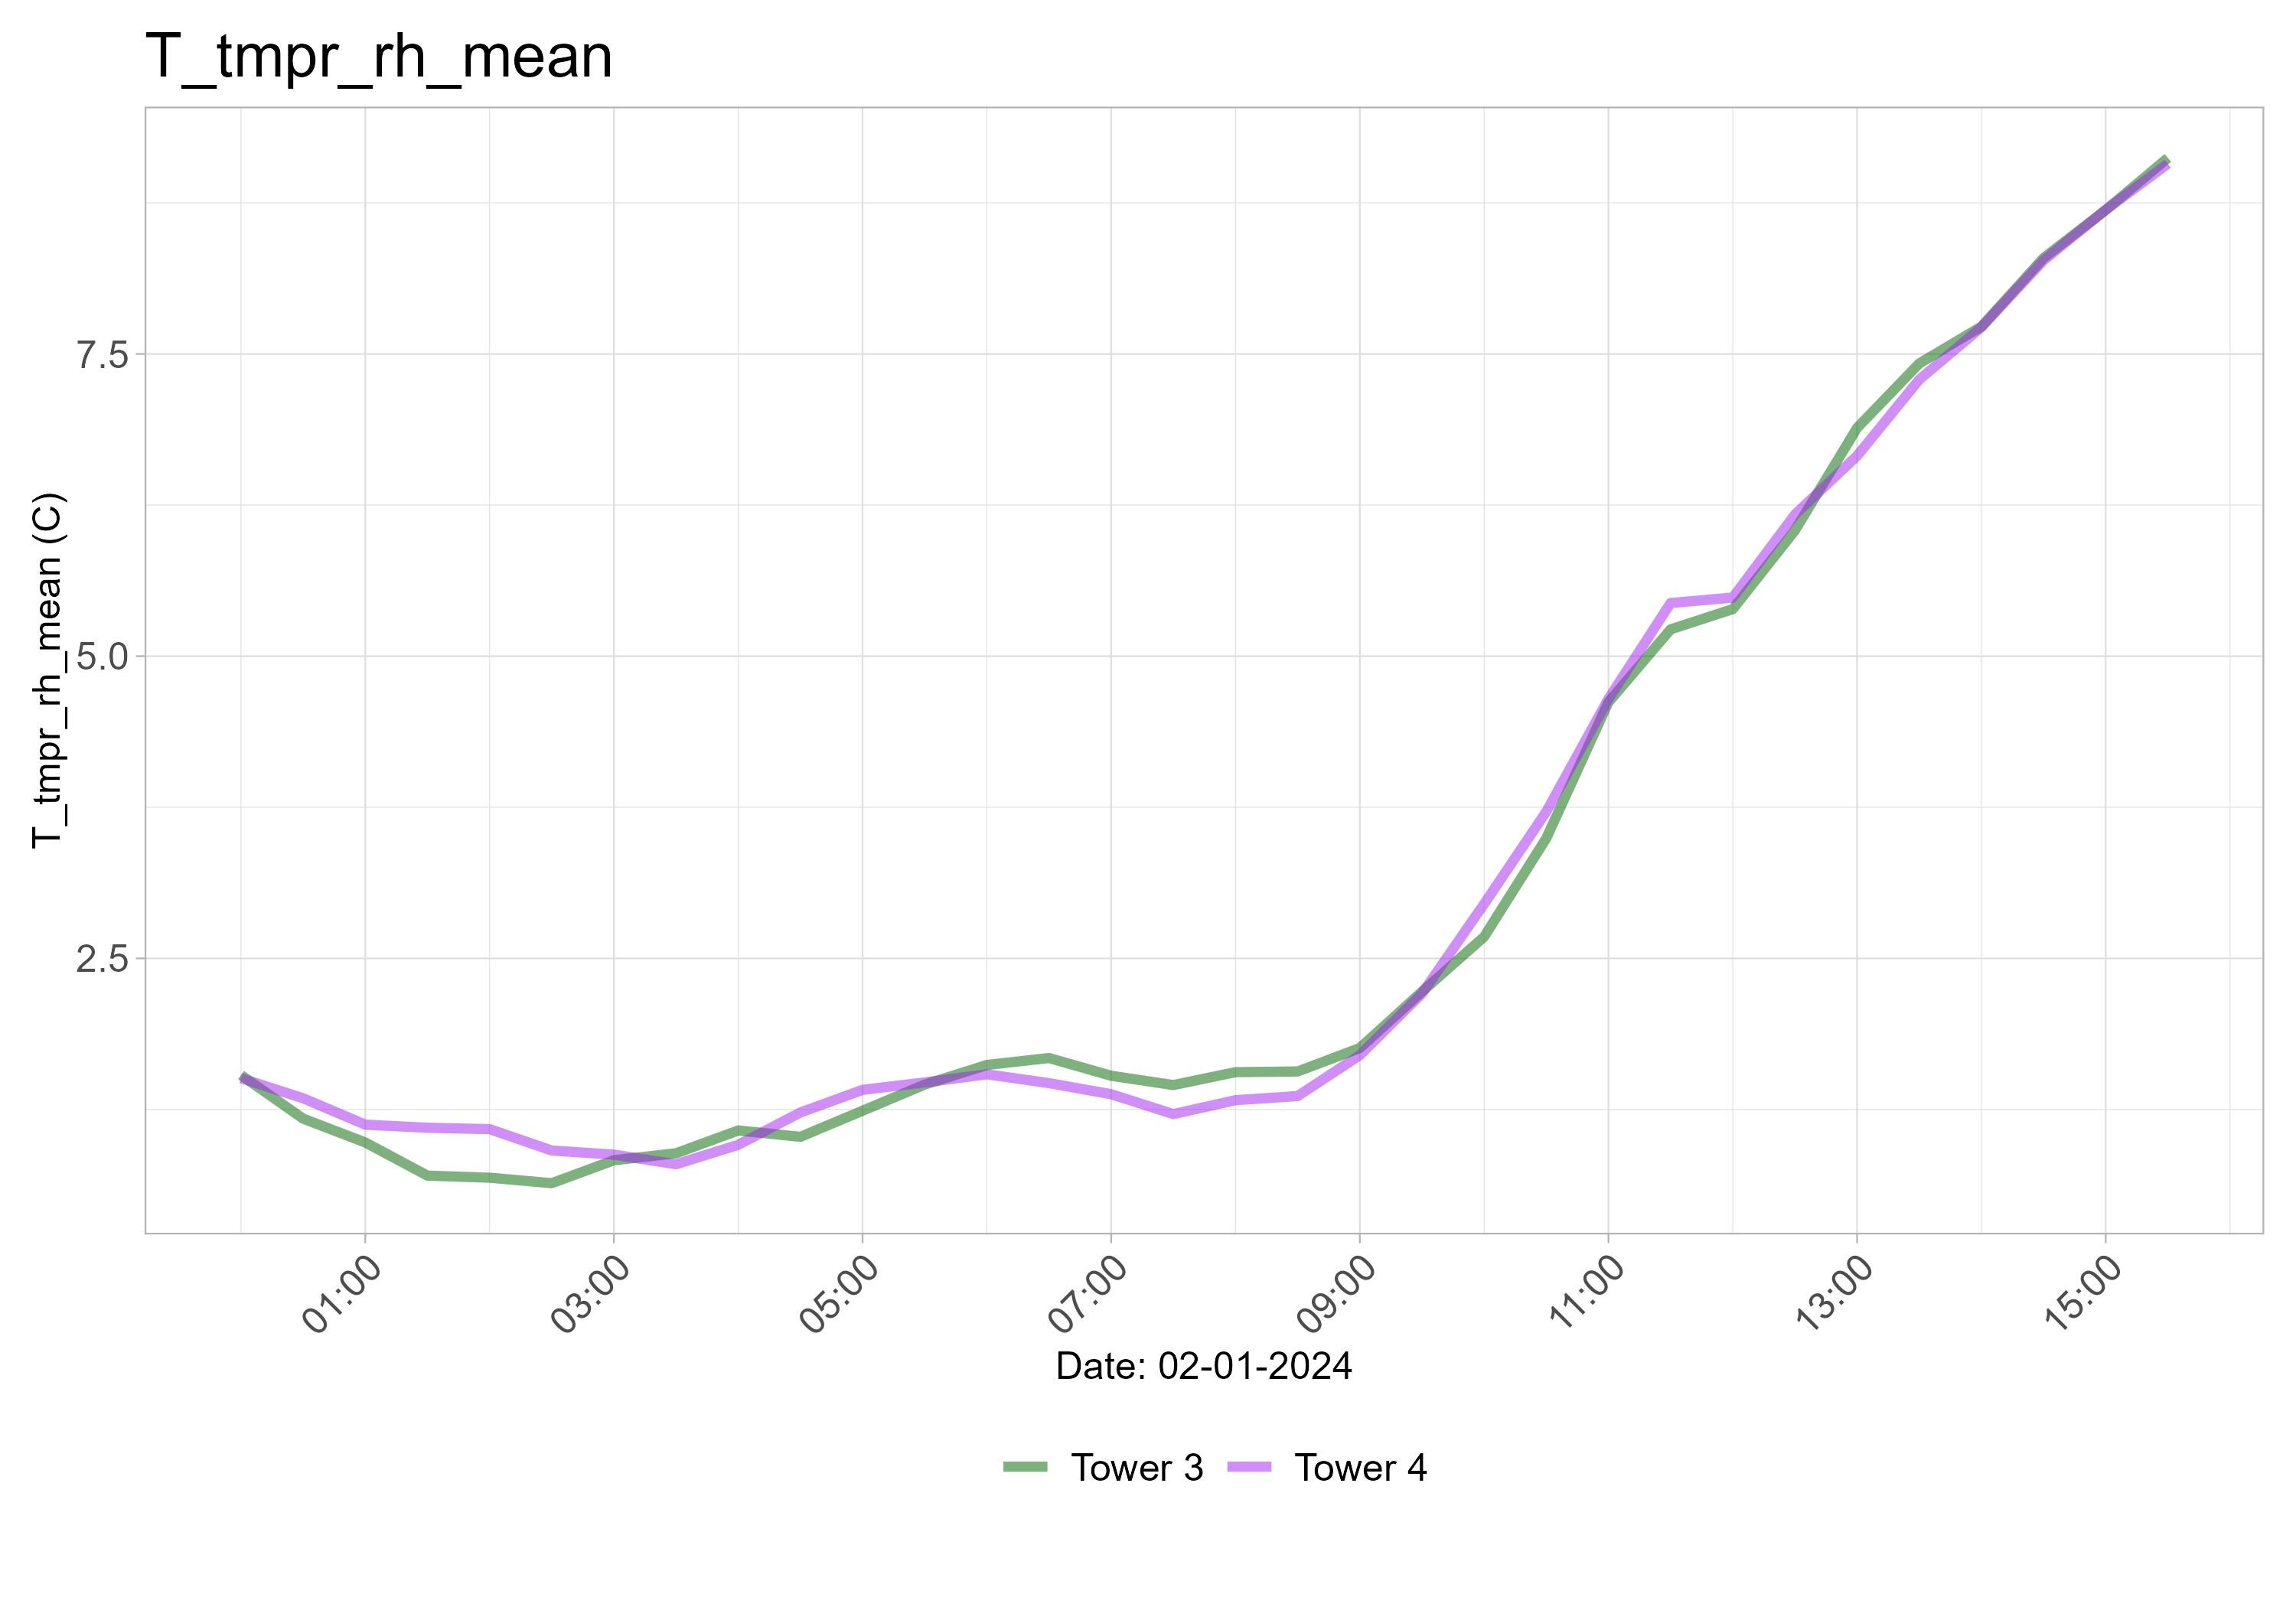 T_tmpr_rh_mean
T_tmpr_rh_mean (C)
7.5
5.0
2.5
01:00
03:00
05:00
07:00
09:00
11:00
13:00
15:00
Date: 02-01-2024
Tower 3
Tower 4